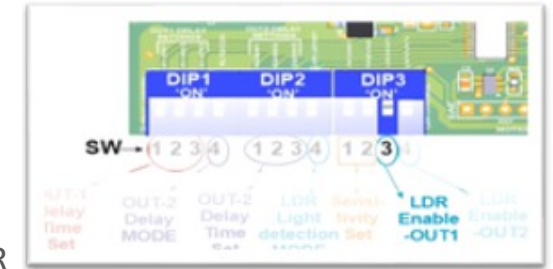 DIP1 DIP2 DIP3
'ON' 'ON' 'ON'
SW→ 1 2 3 4 1 2 3 4 1 2 3 4
OUT-1 OUT-2 OUT-2 LDR Sensi- LDR LDR
Delay Delay Delay Light tivity Enable Enable
Time MODE Time detection Set -OUT1 -OUT2
Set Set MODE
R